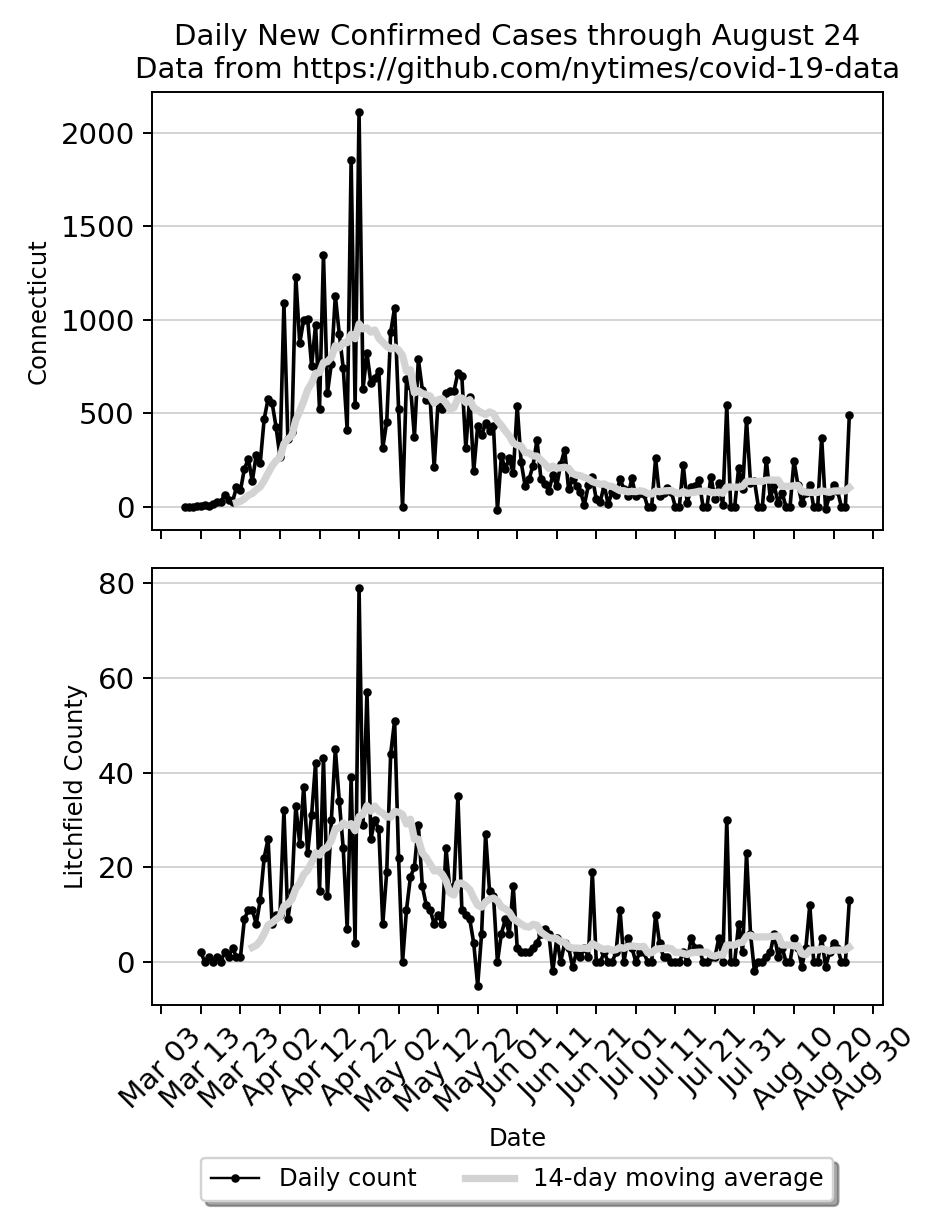 Daily New Confirmed Cases through August 24
Data from https://github.com/nytimes/covid-19-data
2000
1500
1000
500
0
Connecticut
80
60
40
20
0
Litchfield County
Mar 03
Mar 13
Mar 23
Apr 02
Apr 12
Apr 22
May 02
May 12
May 22
Jun 01
Jun 11
Jun 21
Jul 01
Jul 11
Jul 21
Jul 31
Aug 10
Aug 20
Aug 30
Date
Daily count
14-day moving average